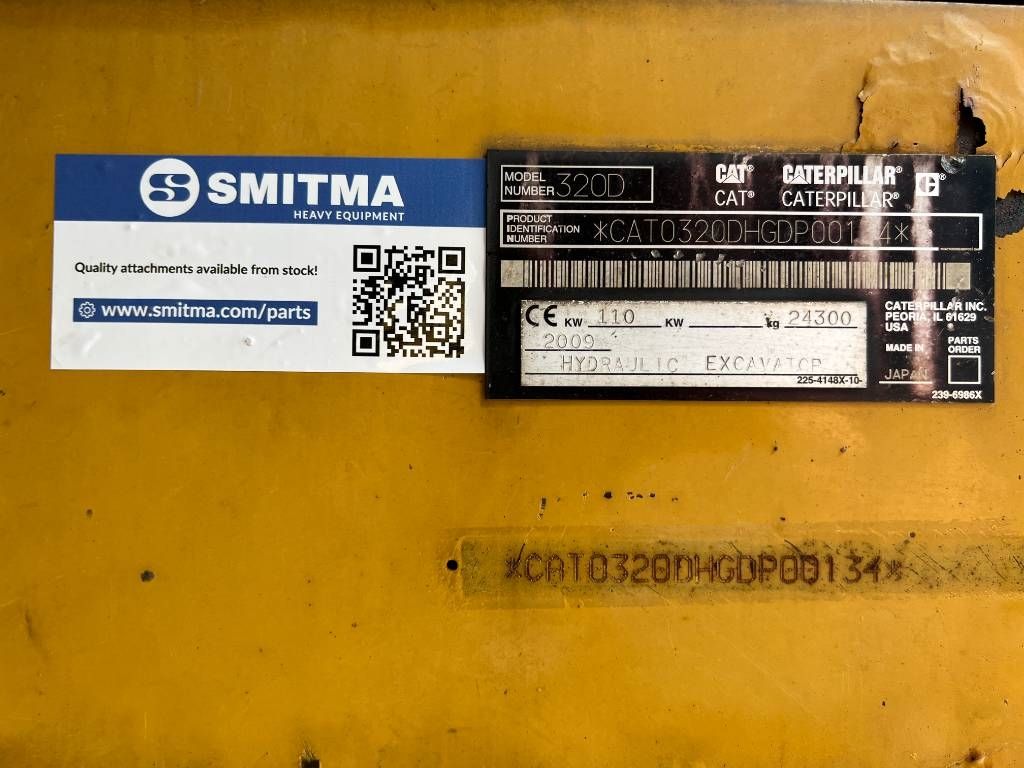 SMITMA
HEAVY EQUIPMENT
Quality attachments available from stock!
www.smitma.com/parts
MODEL NUMBER 320D
CAT® CATERPILLAR®
CAT® CATERPILLAR®
PRODUCT IDENTIFICATION NUMBER *CAT0320DHGDP00134*
CE KW 110 KW kg 24300
2009
HYDRAULIC EXCAVATOR
225-4148X-10-
CATERPILLAR INC.
PEORIA, IL 61629
USA
MADE IN JAPAN
PARTS ORDER
239-6986X
*CAT0320DHGDP00134*